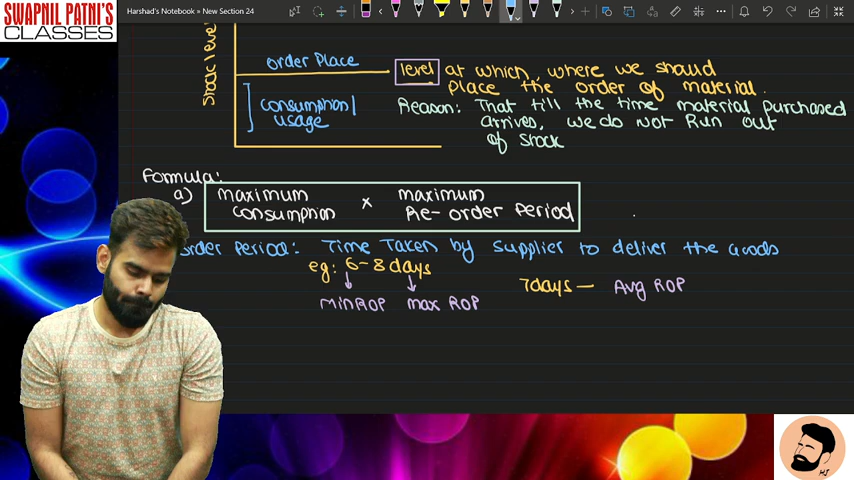 SWAPNIL PATNI'S
CLASSES
Harshad's Notebook » New Section 24
Stock level
order Place
level at which, where we should
place the order of material.
consumption/
usage
Reason: That till the time material purchased
arrives, we do not Run out
of stock
Formula:
a) maximum consumption x maximum Re-order Period
order Period: Time Taken by supplier to deliver the Goods
eg: 6-8 days
7days — Avg ROP
Min ROP max ROP
HS